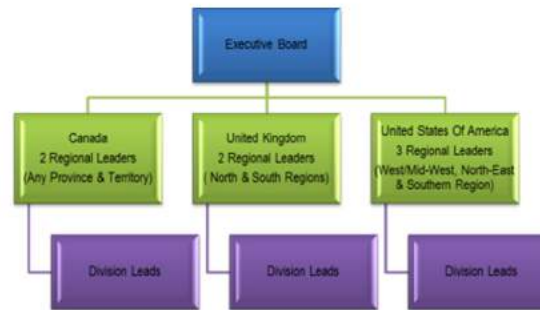 Executive Board
Canada
2 Regional Leaders
(Any Province & Territory)
United Kingdom
2 Regional Leaders
( North & South Regions)
United States Of America
3 Regional Leaders
(West/Mid-West, North-East
& Southern Region)
Division Leads
Division Leads
Division Leads